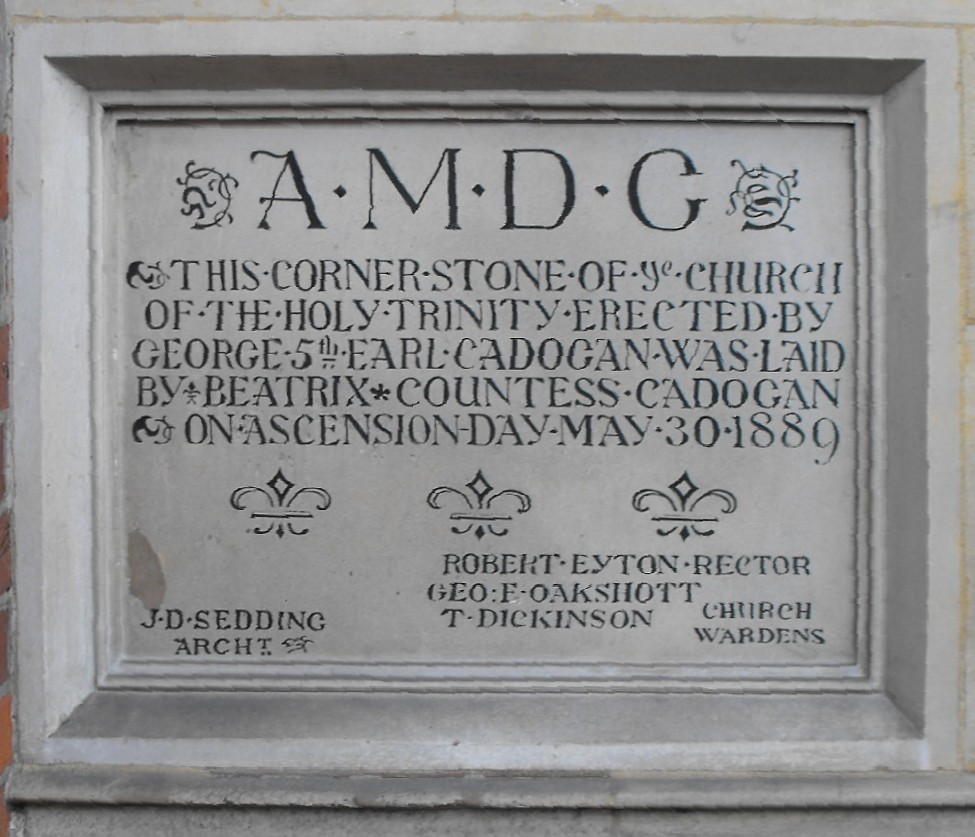 A·M·D·G
THIS·CORNER·STONE·OF·Ye·CHURCH
OF·THE·HOLY·TRINITY·ERECTED·BY
GEORGE·5th·EARL·CADOGAN·WAS·LAID
BY BEATRIX*COUNTESS·CADOGAN
ON·ASCENSION-DAY·MAY·30·1889
ROBERT·EYTON·RECTOR
GEO:F·OAKSHOTT
T·DICKINSON
CHURCH
WARDENS
J·D·SEDDING
ARCHT.